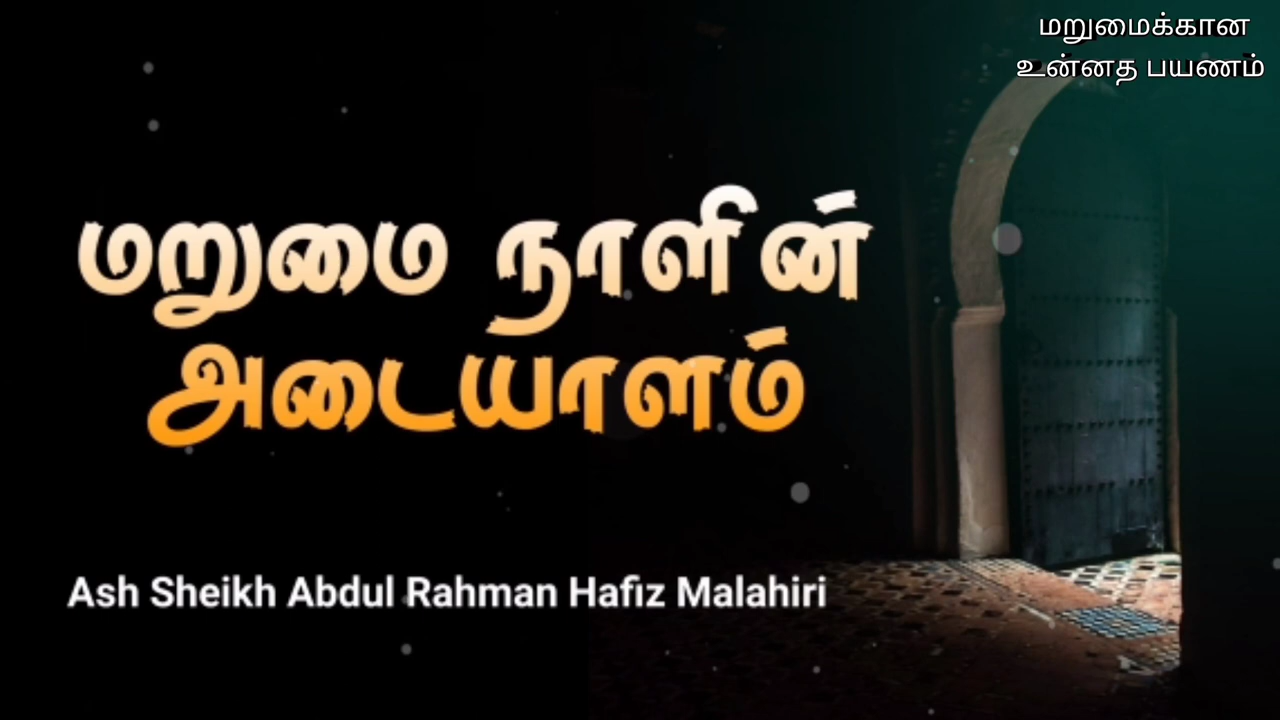 மறுமைக்கான
உன்னத பயணம்
மறுமை நாளின்
அடையாளம்
Ash Sheikh Abdul Rahman Hafiz Malahiri